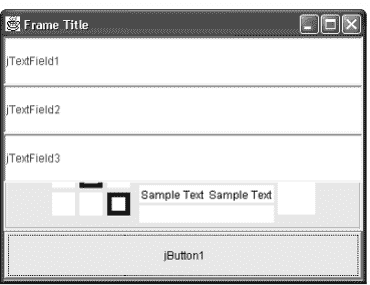 Frame Title
jTextField1
jTextField2
jTextField3
Sample Text Sample Text
jButton1